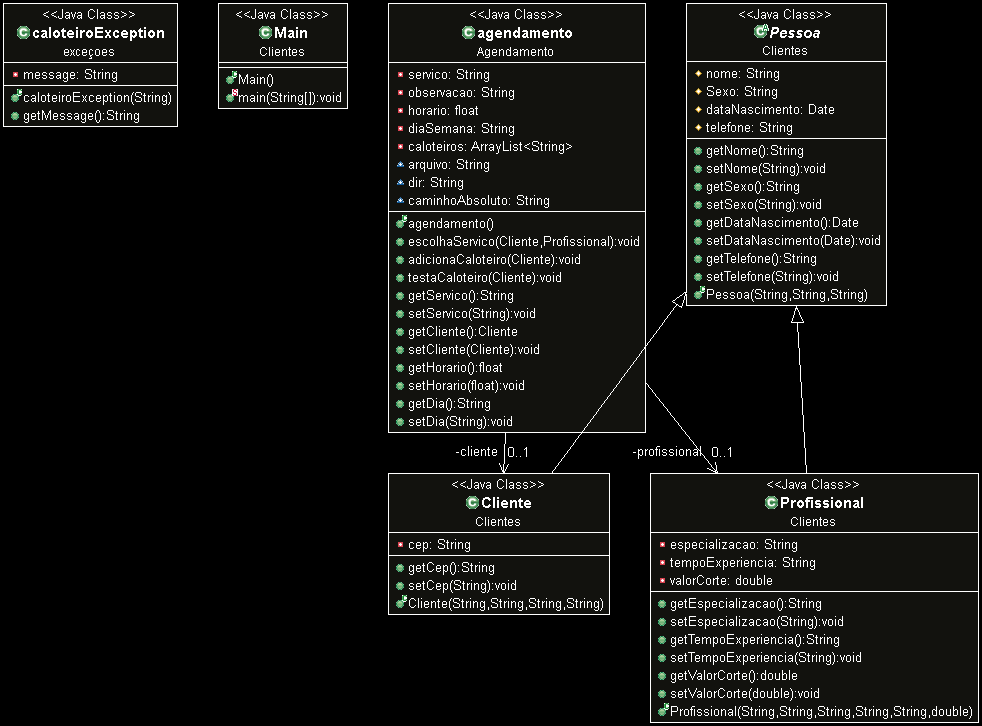 <<Java Class>>
caloteiroException
exceçoes
message: String
caloteiroException(String)
getMessage():String
<<Java Class>>
Main
Clientes
Main()
main(String[]):void
<<Java Class>>
agendamento
Agendamento
servico: String
observacao: String
horario: float
diaSemana: String
caloteiros: ArrayList<String>
arquivo: String
dir: String
caminhoAbsoluto: String
agendamento()
escolhaServico(Cliente,Profissional):void
adicionaCaloteiro(Cliente):void
testaCaloteiro(Cliente):void
getServico():String
setServico(String):void
getCliente():Cliente
setCliente(Cliente):void
getHorario():float
setHorario(float):void
getDia():String
setDia(String):void
<<Java Class>>
Pessoa
Clientes
nome: String
Sexo: String
dataNascimento: Date
telefone: String
getNome():String
setNome(String):void
getSexo():String
setSexo(String):void
getDataNascimento():Date
setDataNascimento(Date):void
getTelefone():String
setTelefone(String):void
Pessoa(String,String,String)
-cliente 0..1
-profissional 0..1
<<Java Class>>
Cliente
Clientes
cep: String
getCep():String
setCep(String):void
Cliente(String,String,String,String)
<<Java Class>>
Profissional
Clientes
especializacao: String
tempoExperiencia: String
valorCorte: double
getEspecializacao():String
setEspecializacao(String):void
getTempoExperiencia():String
setTempoExperiencia(String):void
getValorCorte():double
setValorCorte(double):void
Profissional(String,String,String,String,String,double)